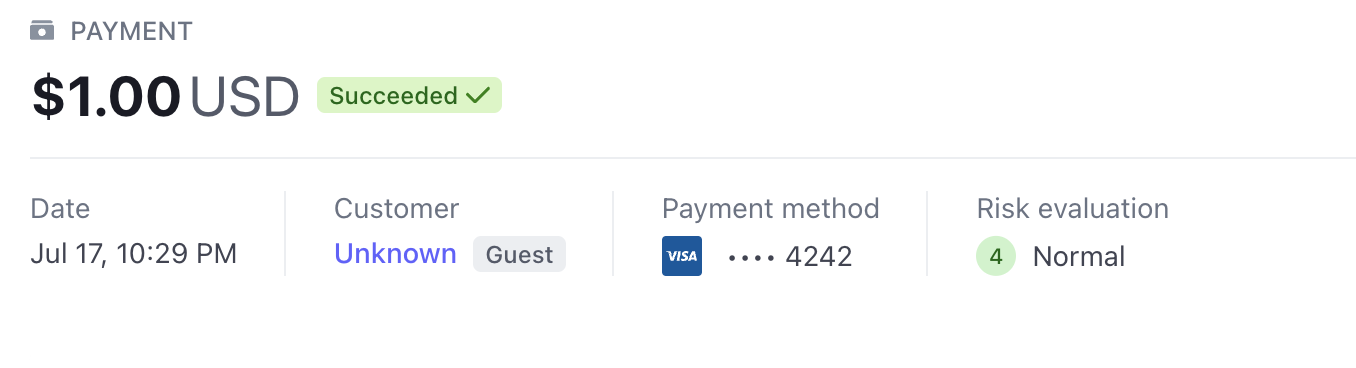 PAYMENT
$1.00 USD Succeeded
Date Customer Payment method Risk evaluation
Jul 17, 10:29 PM Unknown Guest VISA •••• 4242 4 Normal